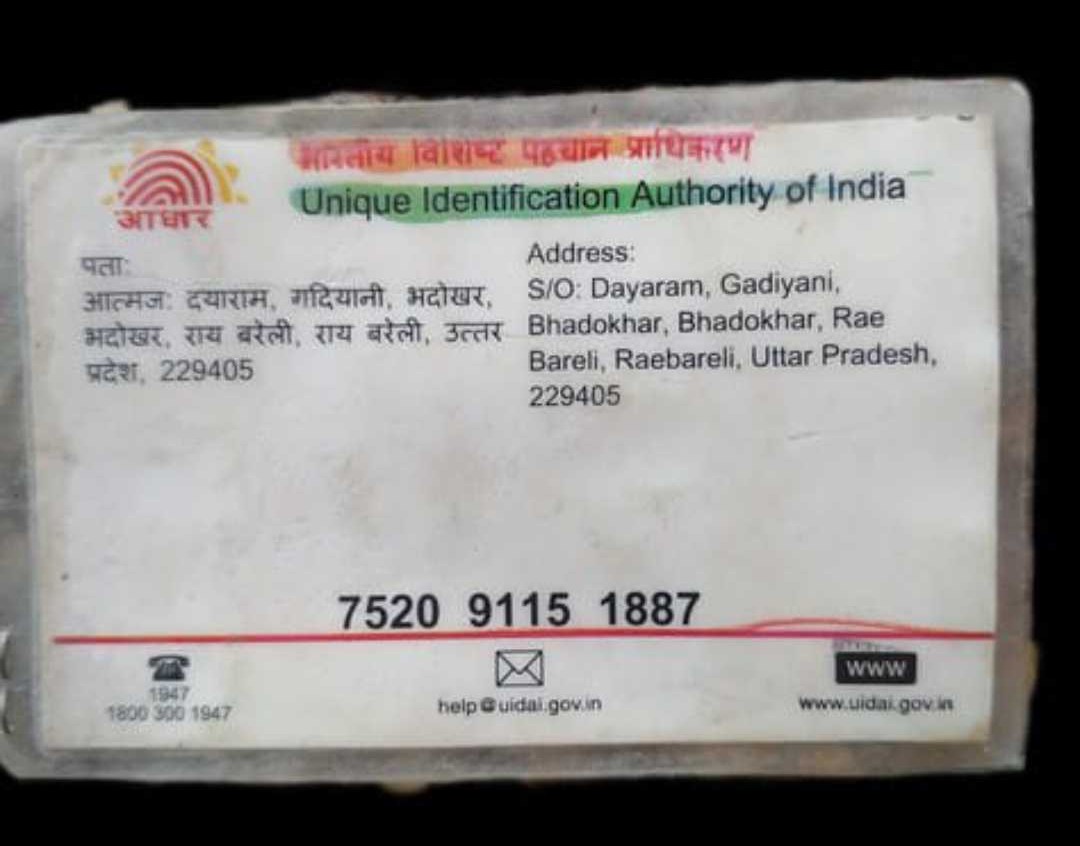 भारतीय विशिष्ट पहचान प्राधिकरण
Unique Identification Authority of India
आधार
पता:
आत्मज: दयाराम, गदियानी, भदोखर,
भदोखर, राय बरेली, राय बरेली, उत्तर
प्रदेश, 229405
Address:
S/O: Dayaram, Gadiyani,
Bhadokhar, Bhadokhar, Rae
Bareli, Raebareli, Uttar Pradesh,
229405
7520 9115 1887
1947
1800 300 1947
help@uidai.gov.in
www
www.uidai.gov.in